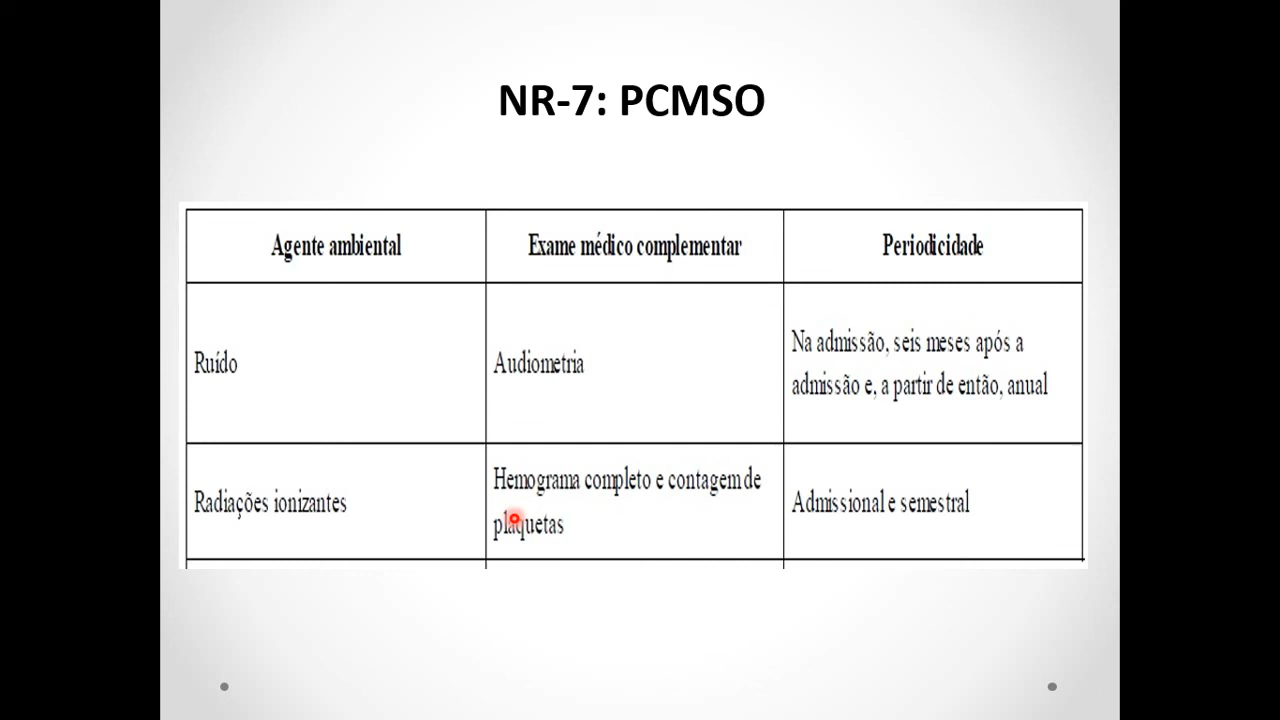 NR-7: PCMSO
Agente ambiental
Exame médico complementar
Periodicidade
Ruído
Audiometria
Na admissão, seis meses após a
admissão e, a partir de então, anual
Radiações ionizantes
Hemograma completo e contagem de
plaquetas
Admissional e semestral